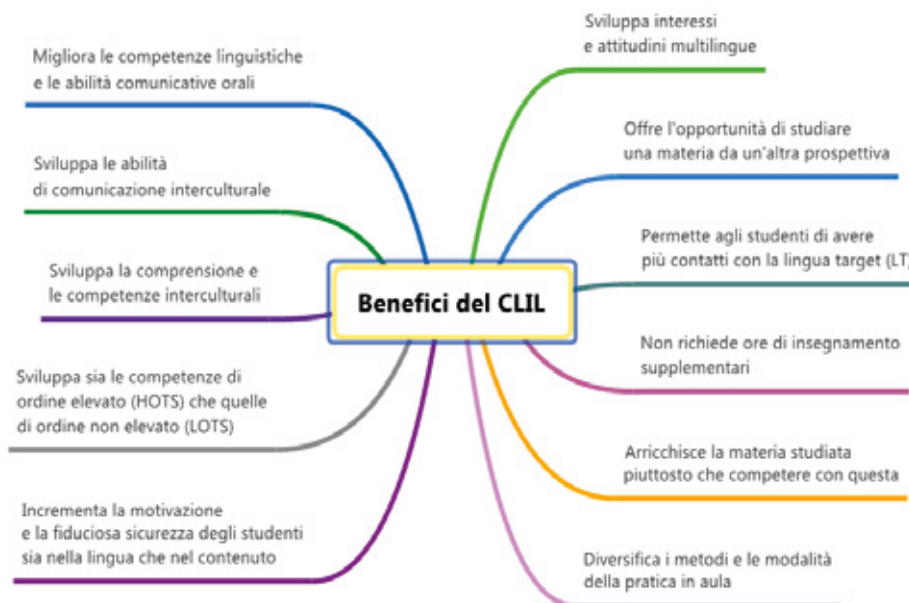 Benefici del CLIL
Migliora le competenze linguistiche
e le abilità comunicative orali
Sviluppa le abilità
di comunicazione interculturale
Sviluppa la comprensione e
le competenze interculturali
Sviluppa sia le competenze di
ordine elevato (HOTS) che quelle
di ordine non elevato (LOTS)
Incrementa la motivazione
e la fiduciosa sicurezza degli studenti
sia nella lingua che nel contenuto
Sviluppa interessi
e attitudini multilingue
Offre l'opportunità di studiare
una materia da un'altra prospettiva
Permette agli studenti di avere
più contatti con la lingua target (LT)
Non richiede ore di insegnamento
supplementari
Arricchisce la materia studiata
piuttosto che competere con questa
Diversifica i metodi e le modalità
della pratica in aula